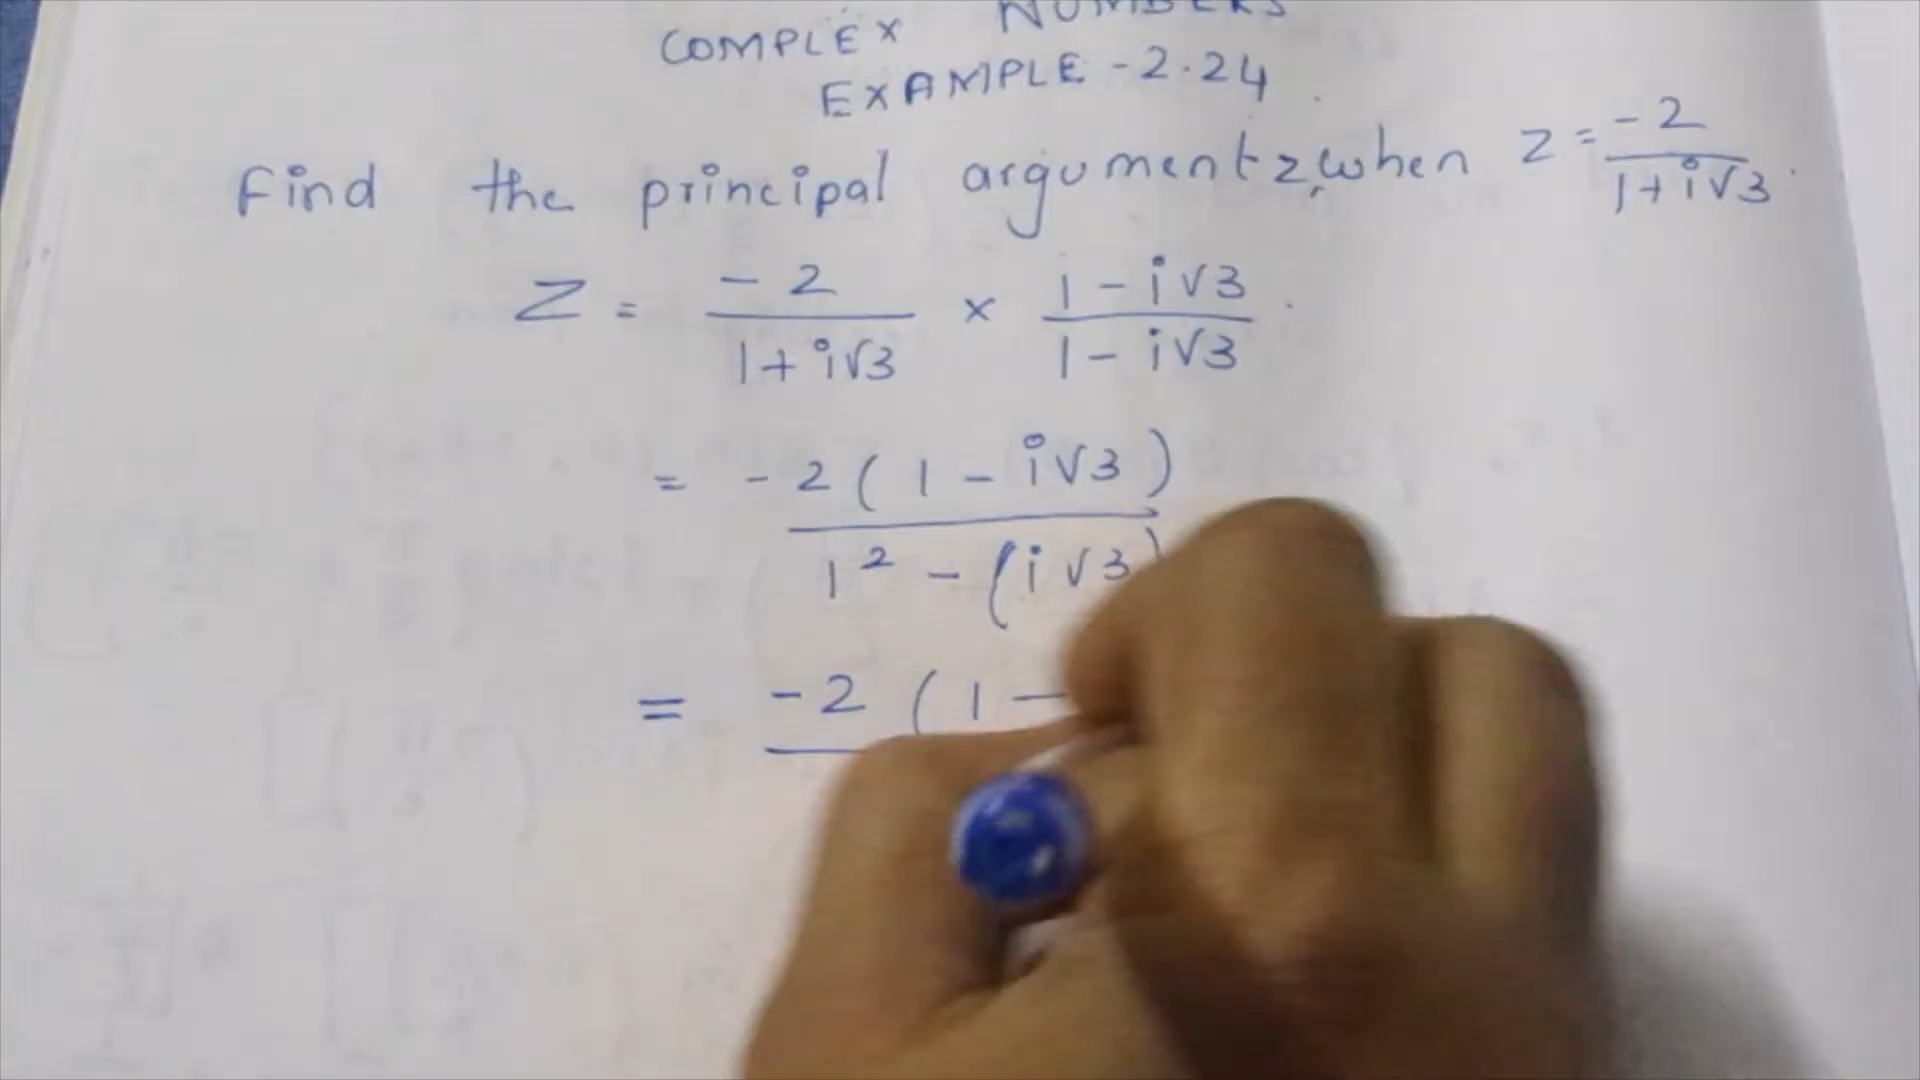 COMPLEX NUMBERS
EXAMPLE - 2.24
Find the principal argument z, when z = -2 / 1+i√3
Z = -2 / 1+i√3 × 1-i√3 / 1-i√3
= -2(1-i√3) / 1² - (i√3)
= -2 (1 -